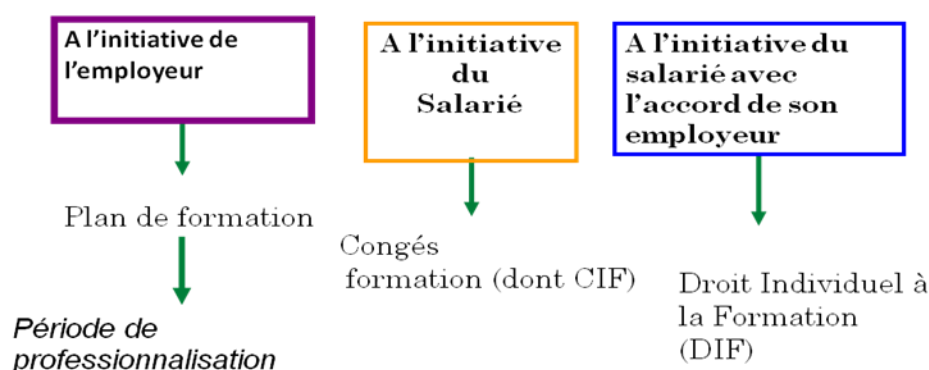 A l’initiative de
l’employeur
Plan de formation
Période de
professionnalisation
A l’initiative
du
Salarié
Congés
formation (dont CIF)
A l’initiative du
salarié avec
l’accord de son
employeur
Droit Individuel à
la Formation
(DIF)